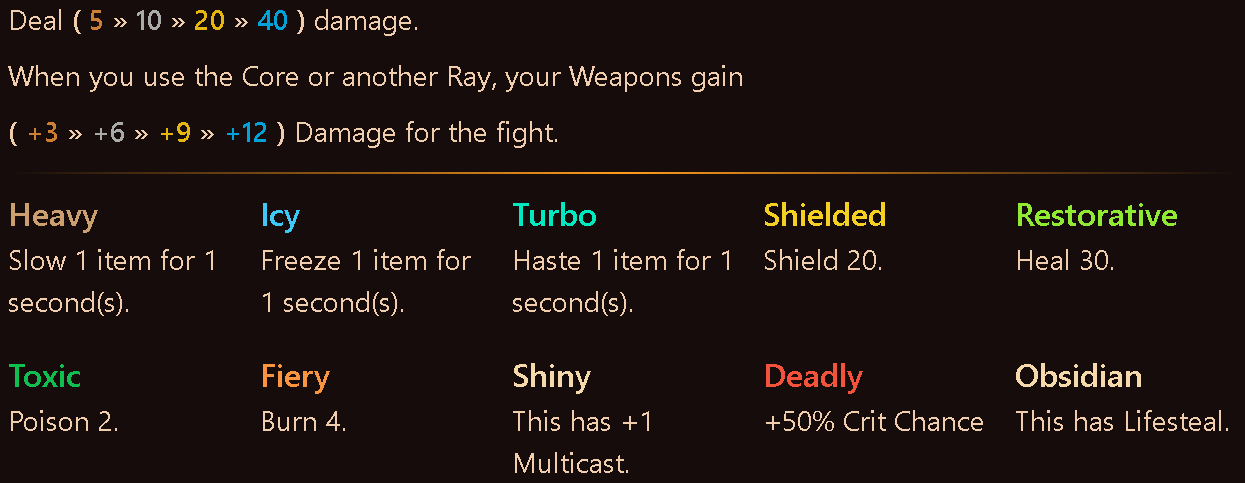 Deal ( 5 » 10 » 20 » 40 ) damage.
When you use the Core or another Ray, your Weapons gain
( +3 » +6 » +9 » +12 ) Damage for the fight.
Heavy
Slow 1 item for 1
second(s).
Icy
Freeze 1 item for
1 second(s).
Turbo
Haste 1 item for 1
second(s).
Shielded
Shield 20.
Restorative
Heal 30.
Toxic
Poison 2.
Fiery
Burn 4.
Shiny
This has +1
Multicast.
Deadly
+50% Crit Chance
Obsidian
This has Lifesteal.